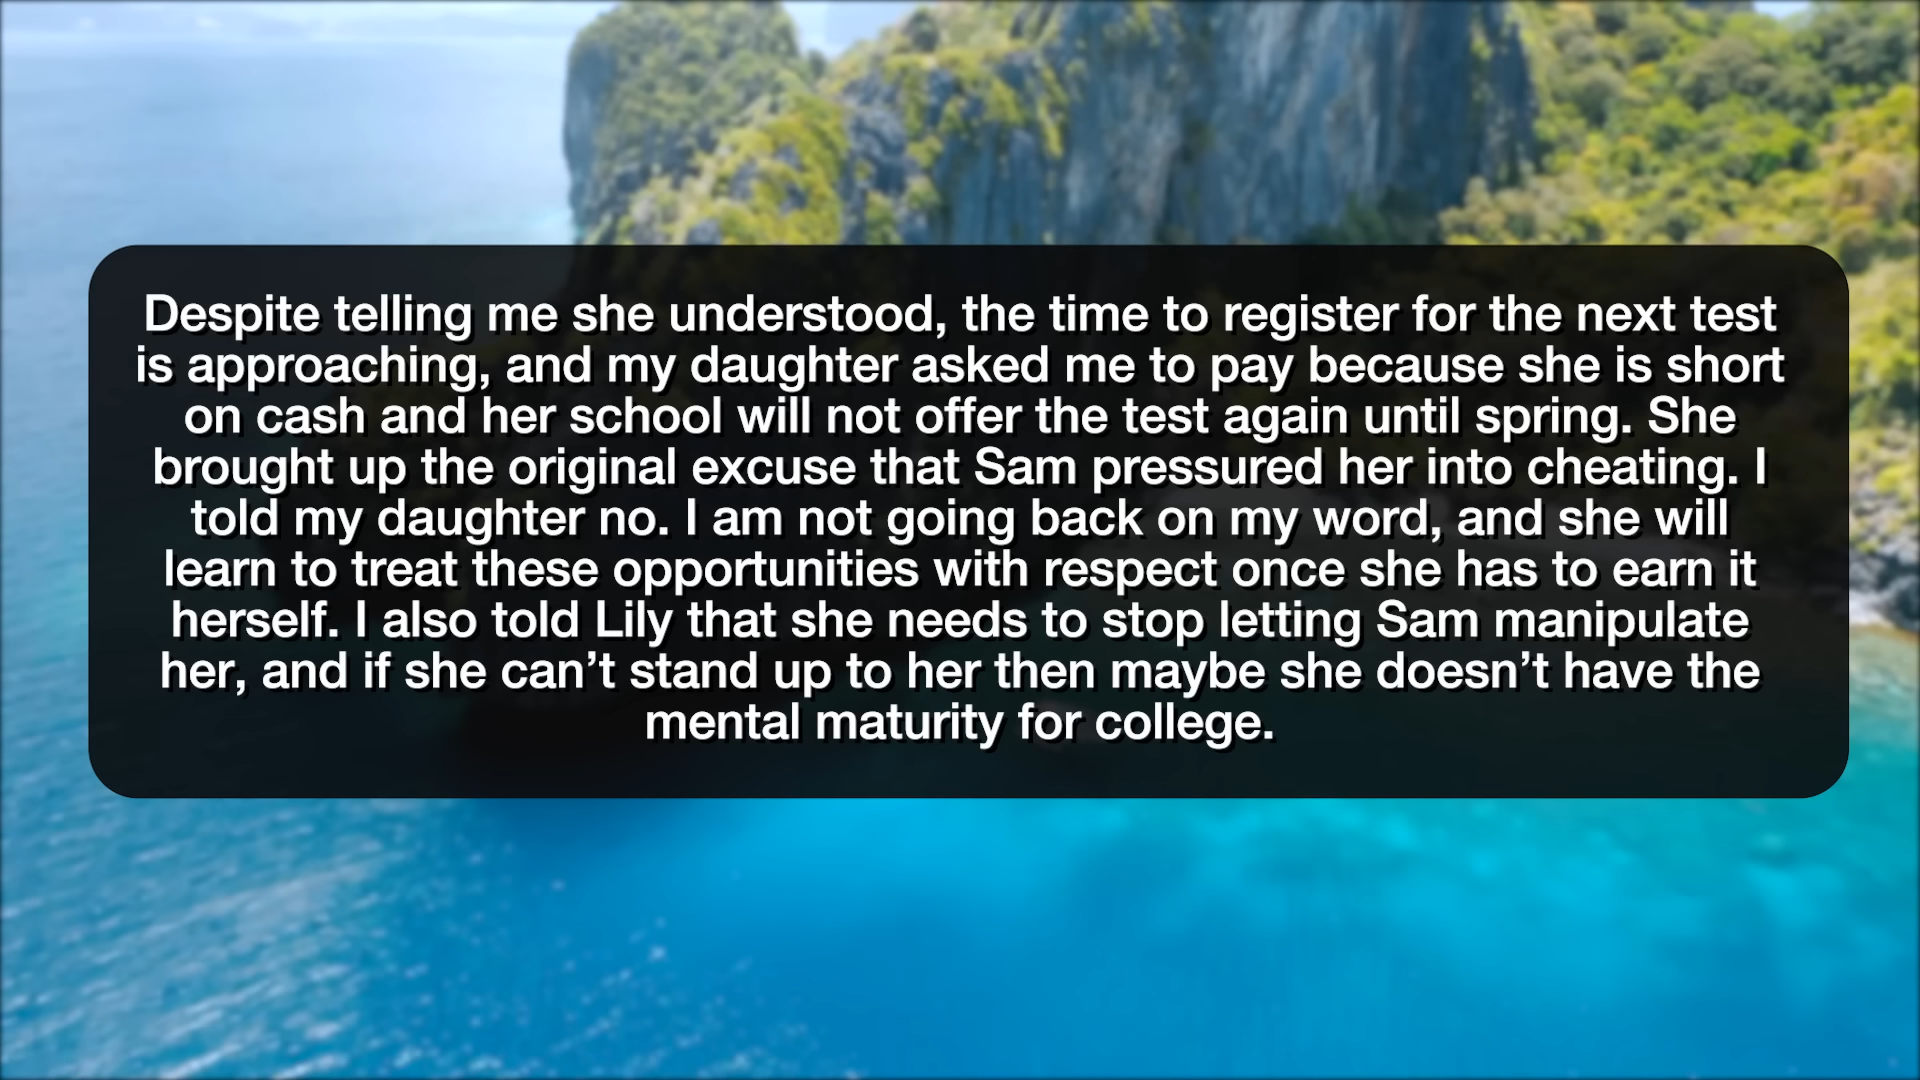 Despite telling me she understood, the time to register for the next test
is approaching, and my daughter asked me to pay because she is short
on cash and her school will not offer the test again until spring. She
brought up the original excuse that Sam pressured her into cheating. I
told my daughter no. I am not going back on my word, and she will
learn to treat these opportunities with respect once she has to earn it
herself. I also told Lily that she needs to stop letting Sam manipulate
her, and if she can’t stand up to her then maybe she doesn’t have the
mental maturity for college.